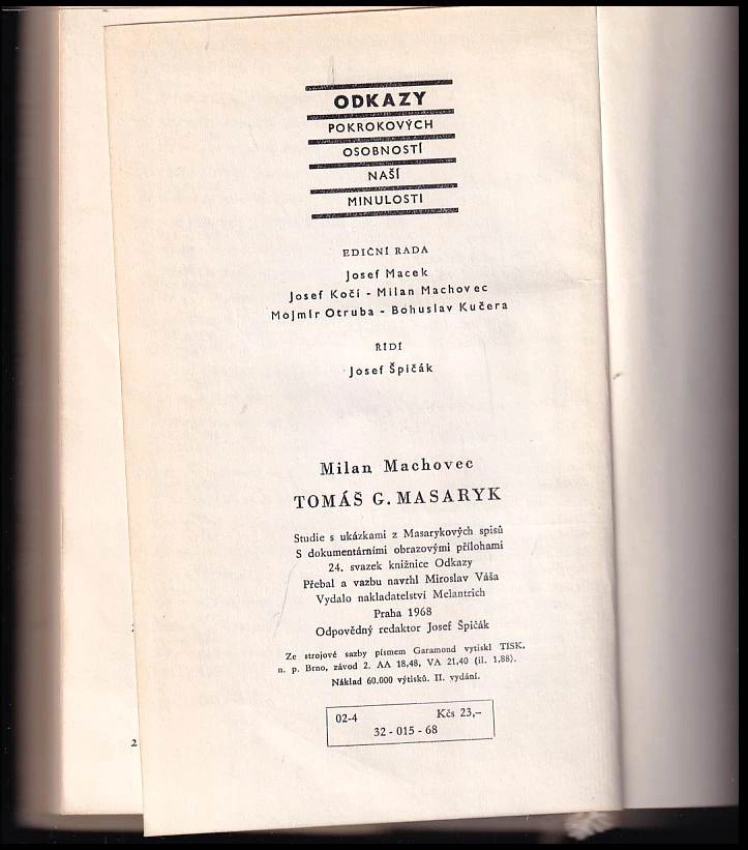 ODKAZY
POKROKOVÝCH
OSOBNOSTÍ
NAŠÍ
MINULOSTI
EDIČNÍ RADA
Josef Macek
Josef Kočí - Milan Machovec
Mojmír Otruba - Bohuslav Kučera
ŘÍDÍ
Josef Špičák
Milan Machovec
TOMÁŠ G. MASARYK
Studie s ukázkami z Masarykových spisů
S dokumentárními obrazovými přílohami
24. svazek knižnice Odkazy
Přebal a vazbu navrhl Miroslav Váša
Vydalo nakladatelství Melantrich
Praha 1968
Odpovědný redaktor Josef Špičák
Ze strojové sazby písmem Garamond vytiskl TISK,
n. p. Brno, závod 2. AA 18,48, VA 21,40 (il. 1,88).
Náklad 60.000 výtisků. II. vydání.
02-4 Kčs 23,–
32 - 015 - 68
2